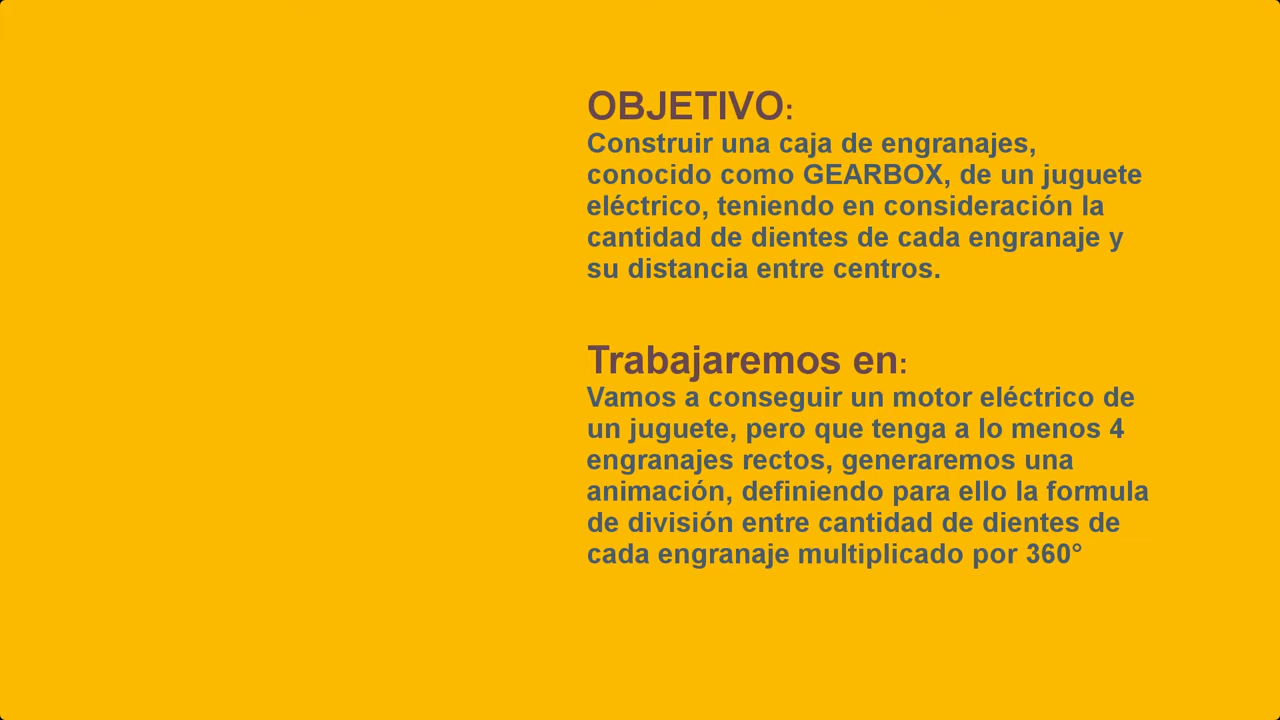 OBJETIVO:
Construir una caja de engranajes,
conocido como GEARBOX, de un juguete
eléctrico, teniendo en consideración la
cantidad de dientes de cada engranaje y
su distancia entre centros.
Trabajaremos en:
Vamos a conseguir un motor eléctrico de
un juguete, pero que tenga a lo menos 4
engranajes rectos, generaremos una
animación, definiendo para ello la formula
de división entre cantidad de dientes de
cada engranaje multiplicado por 360°